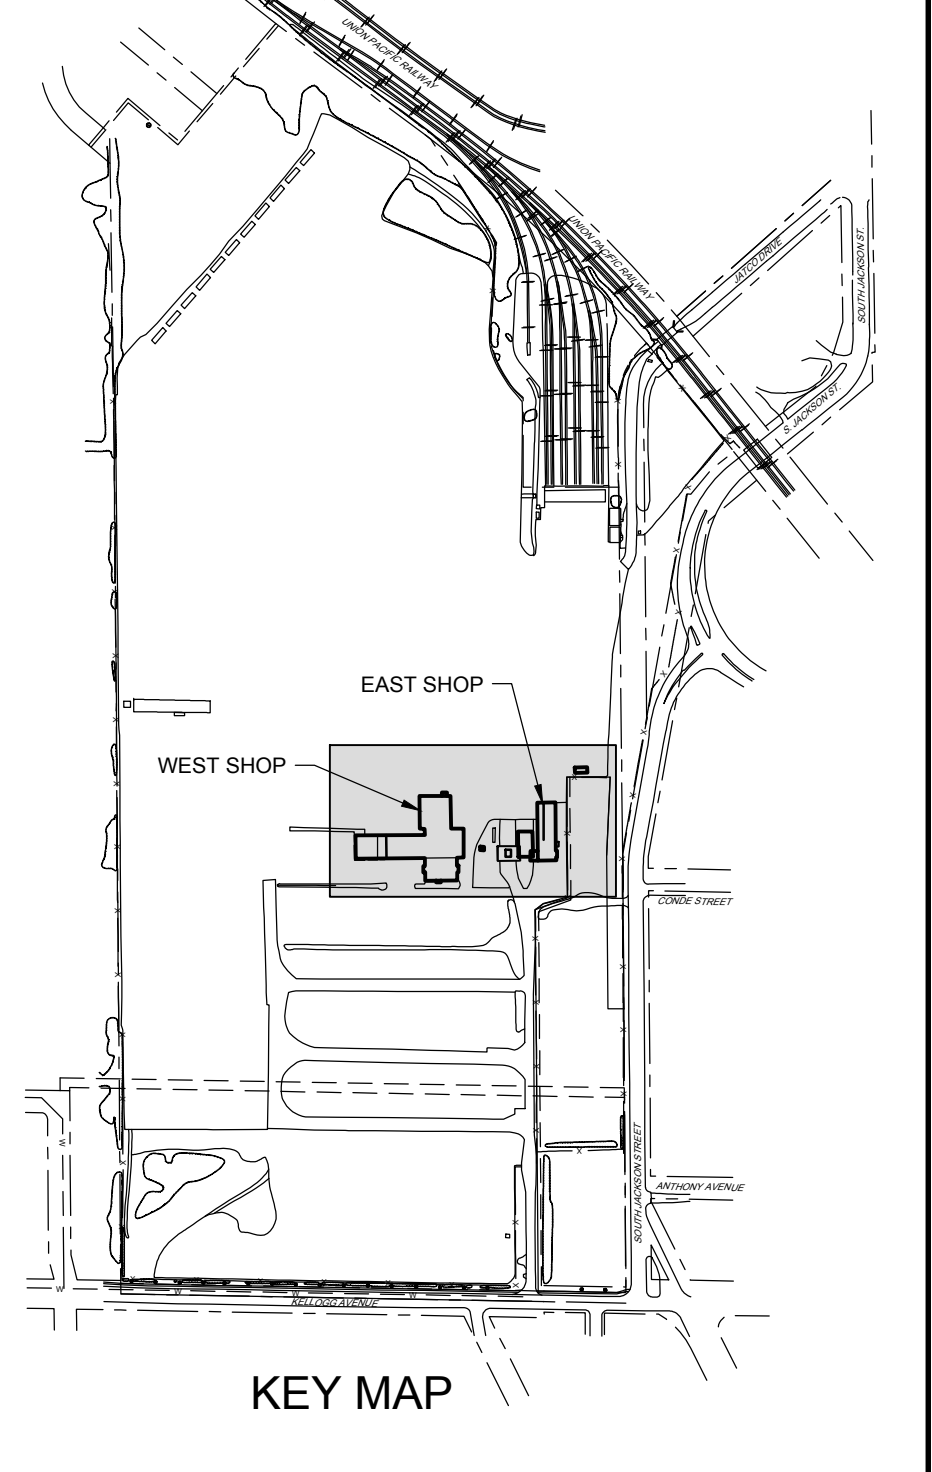 UNION PACIFIC RAILWAY
UNION PACIFIC RAILWAY
JATCO DRIVE
SOUTH JACKSON ST.
S. JACKSON ST.
EAST SHOP
WEST SHOP
CONDE STREET
SOUTH JACKSON STREET
ANTHONY AVENUE
W
W
W
W
W
KELLOGG AVENUE
KEY MAP